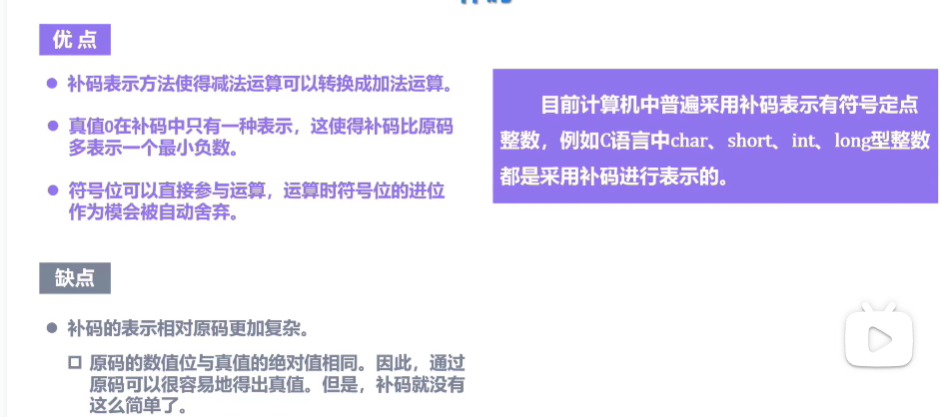 优点
● 补码表示方法使得减法运算可以转换成加法运算。
● 真值0在补码中只有一种表示，这使得补码比原码
多表示一个最小负数。
● 符号位可以直接参与运算，运算时符号位的进位
作为模会被自动舍弃。
目前计算机中普遍采用补码表示有符号定点
整数，例如C语言中char、short、int、long型整数
都是采用补码进行表示的。
缺点
● 补码的表示相对原码更加复杂。
□ 原码的数值位与真值的绝对值相同。因此，通过
原码可以很容易地得出真值。但是，补码就没有
这么简单了。